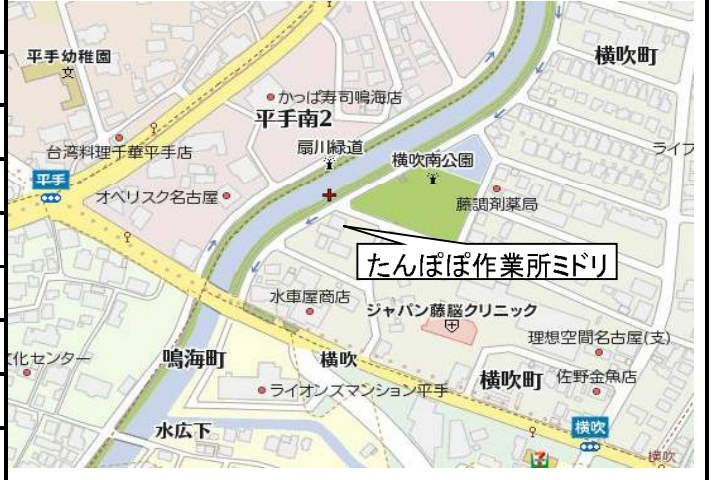 平手幼稚園
横吹町
かっぱ寿司鳴海店
平手南2
台湾料理千華平手店
扇川緑道
横吹南公園
ライフ
平手
オベリスク名古屋
藤調剤薬局
たんぽぽ作業所ミドリ
水車屋商店
ジャパン藤脳クリニック
理想空間名古屋(支)
化センター
鳴海町
横吹
横吹町
佐野金魚店
ライオンズマンション平手
水広下
横吹
横吹